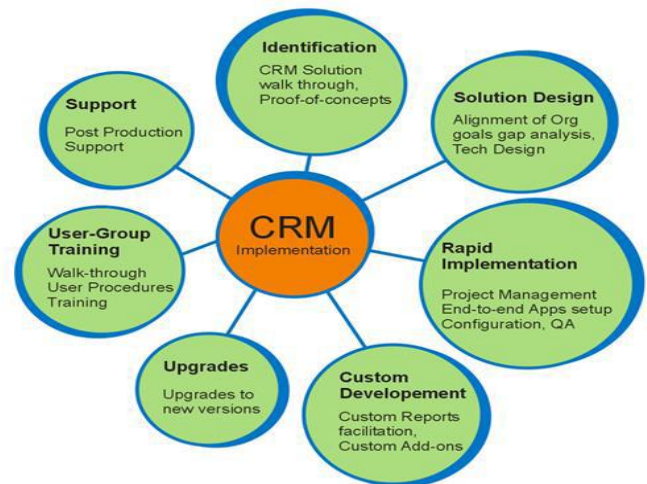 Identification
CRM Solution
walk through,
Proof-of-concepts
Solution Design
Alignment of Org
goals gap analysis,
Tech Design
Rapid
Implementation
Project Management
End-to-end Apps setup
Configuration, QA
Custom
Developement
Custom Reports
facilitation,
Custom Add-ons
Upgrades
Upgrades to
new versions
User-Group
Training
Walk-through
User Procedures
Training
Support
Post Production
Support
CRM
Implementation